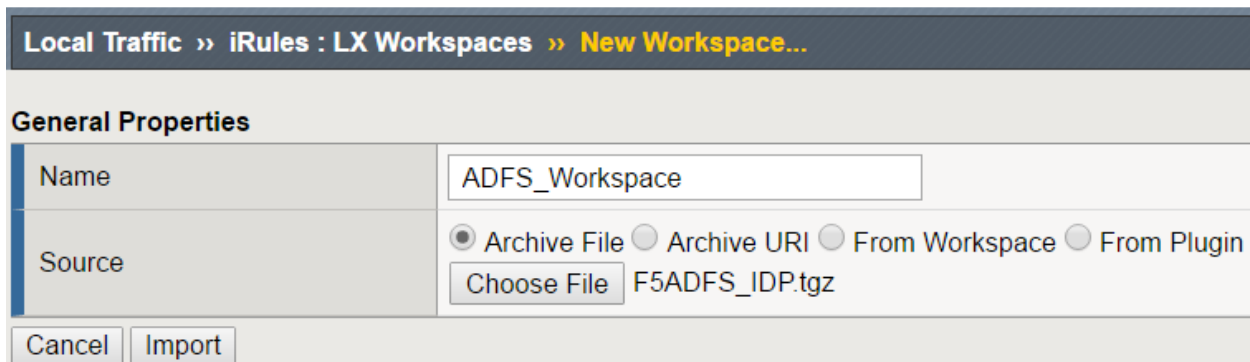 Local Traffic ›› iRules : LX Workspaces ›› New Workspace...
General Properties
Name ADFS_Workspace
Source Archive File Archive URI From Workspace From Plugin
Choose File F5ADFS_IDP.tgz
Cancel Import